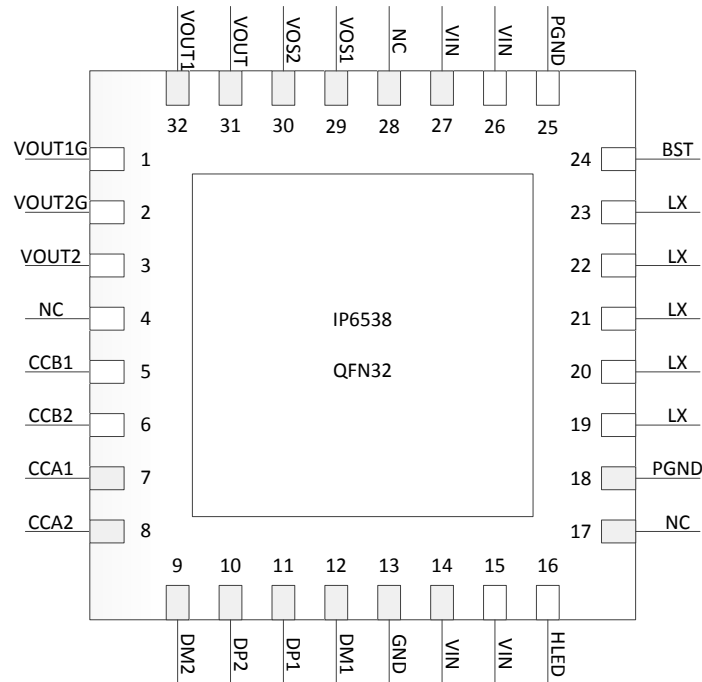 VOUT1
VOUT
VOS2
VOS1
NC
VIN
VIN
PGND
32 31 30 29 28 27 26 25
VOUT1G 1 24 BST
VOUT2G 2 23 LX
VOUT2 3 22 LX
NC 4 IP6538 21 LX
CCB1 5 QFN32 20 LX
CCB2 6 19 LX
CCA1 7 18 PGND
CCA2 8 17 NC
9 10 11 12 13 14 15 16
DM2
DP2
DP1
DM1
GND
VIN
VIN
HLED